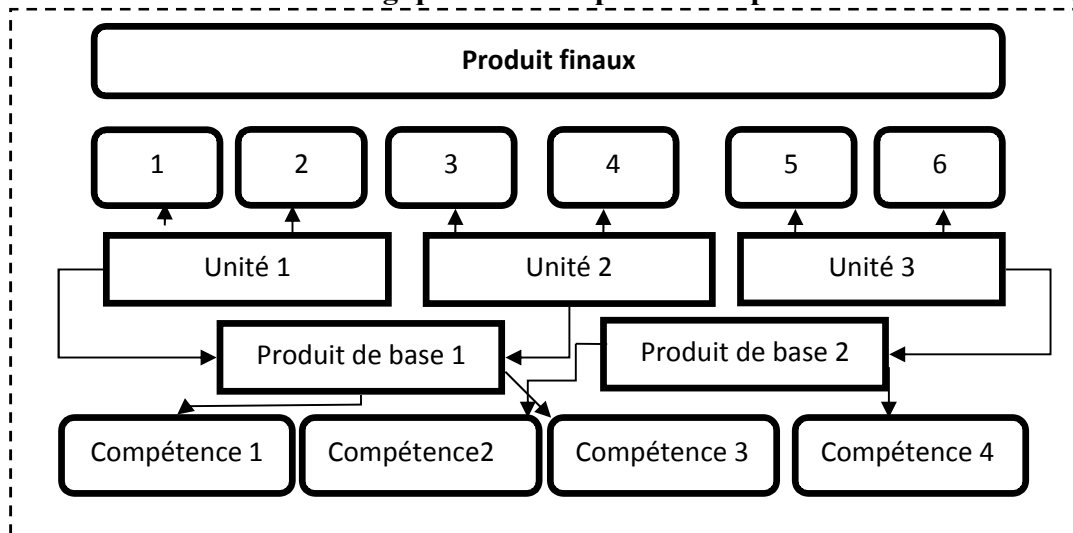 Produit finaux
1 2 3 4 5 6
Unité 1 Unité 2 Unité 3
Produit de base 1 Produit de base 2
Compétence 1 Compétence2 Compétence 3 Compétence 4